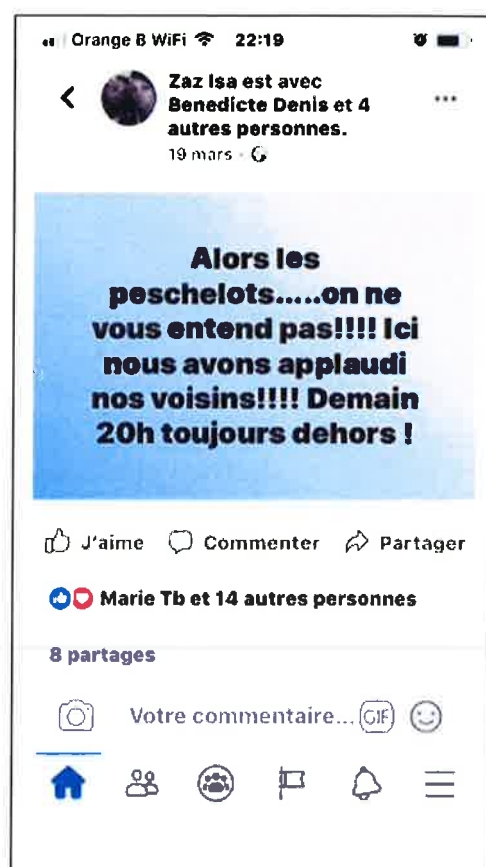 Orange B WiFi 22:19
Zaz Isa est avec
Benedicte Denis et 4
autres personnes.
19 mars
Alors les
peschelots.....on ne
vous entend pas!!!! Ici
nous avons applaudi
nos voisins!!!! Demain
20h toujours dehors !
J'aime Commenter Partager
Marie Tb et 14 autres personnes
8 partages
Votre commentaire... GIF